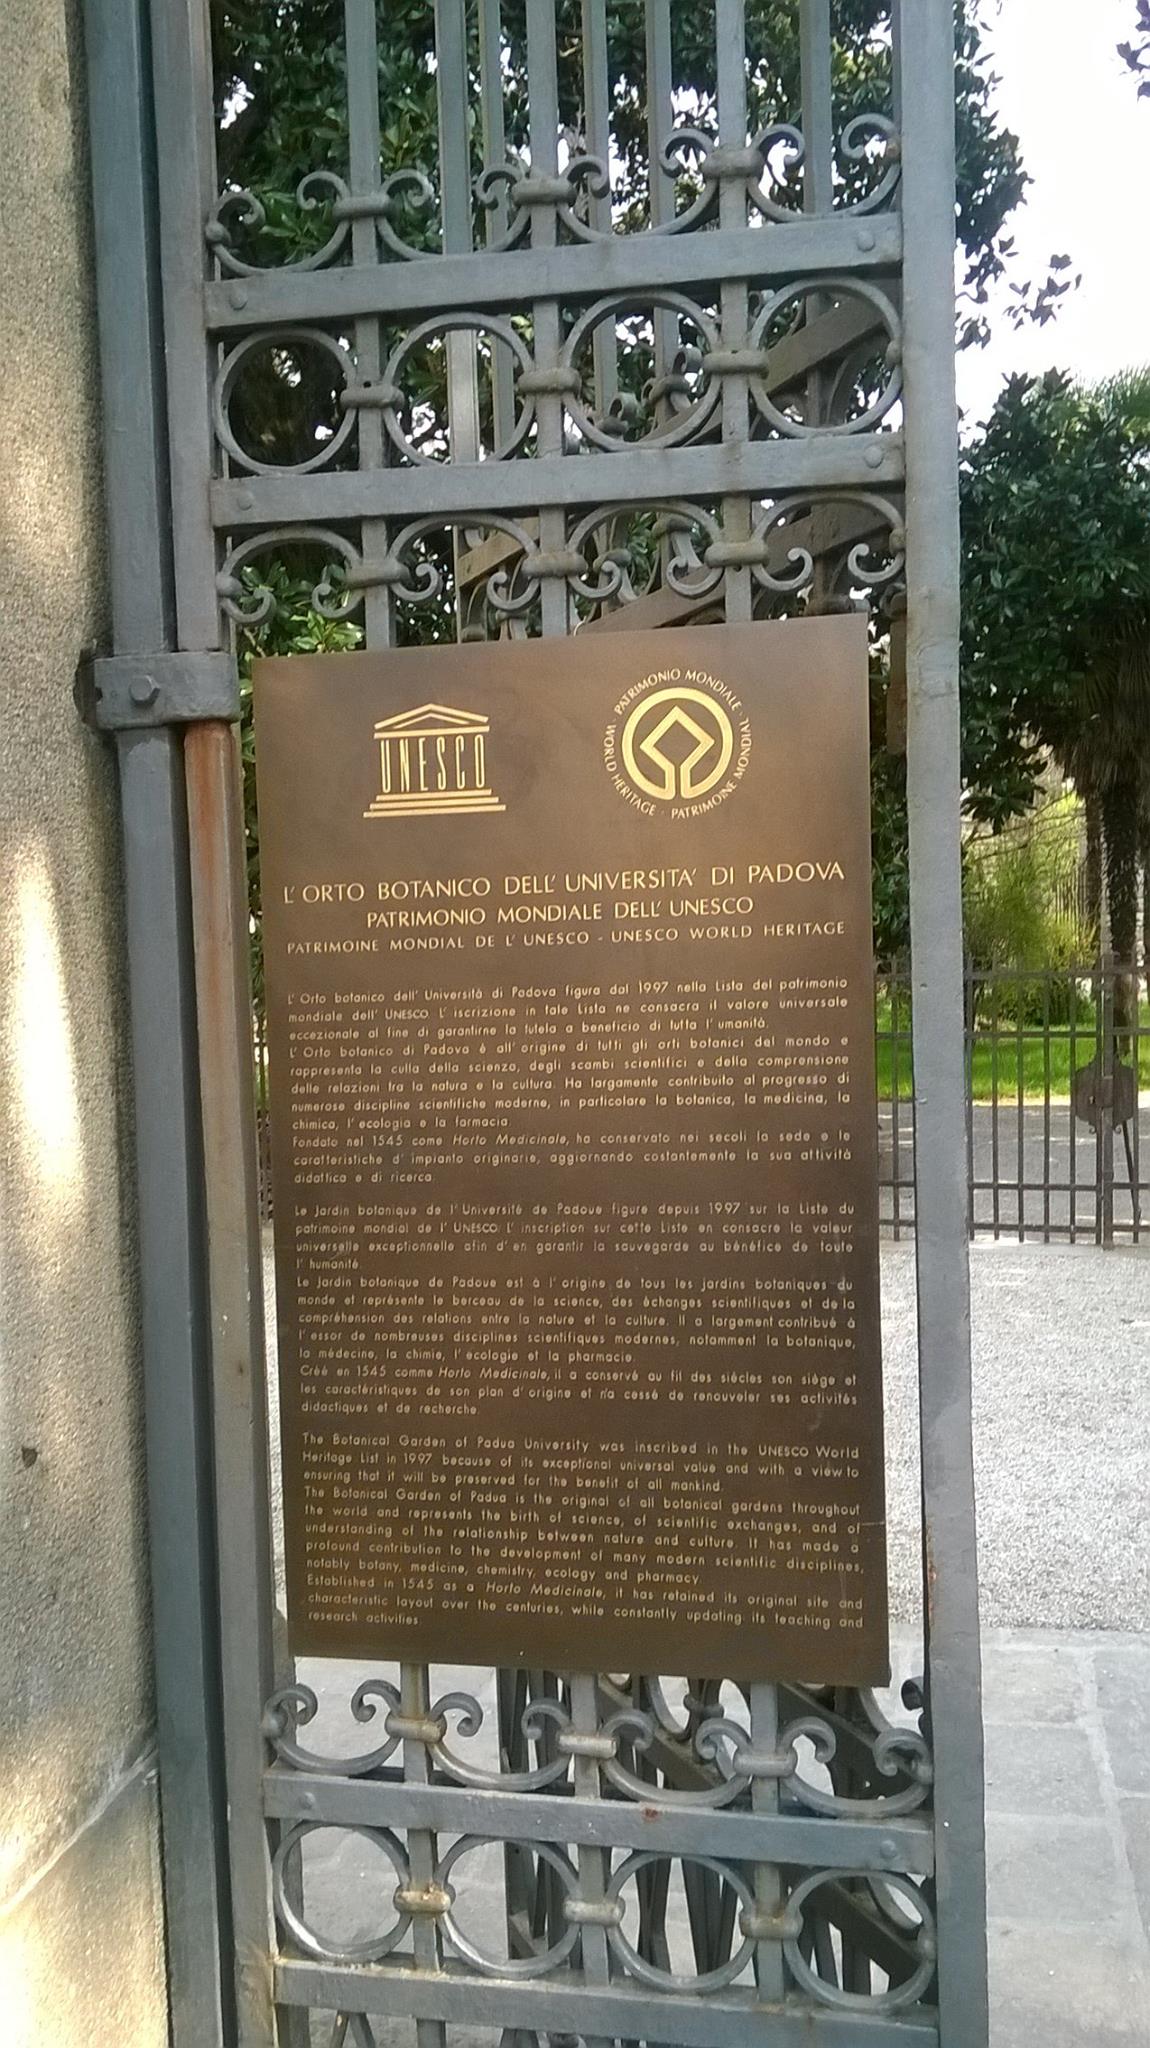 UNESCO
PATRIMONIO MONDIALE · WORLD HERITAGE · PATRIMOINE MONDIAL ·
L' ORTO BOTANICO DELL' UNIVERSITA' DI PADOVA
PATRIMONIO MONDIALE DELL' UNESCO
PATRIMOINE MONDIAL DE L' UNESCO - UNESCO WORLD HERITAGE
L' Orto botanico dell' Università di Padova figura dal 1997 nella Lista del patrimonio
mondiale dell' UNESCO. L' iscrizione in tale Lista ne consacra il valore universale
eccezionale al fine di garantirne la tutela a beneficio di tutta l' umanità.
L' Orto botanico di Padova è all' origine di tutti gli orti botanici del mondo e
rappresenta la culla della scienza, degli scambi scientifici e della comprensione
delle relazioni tra la natura e la cultura. Ha largamente contribuito al progresso di
numerose discipline scientifiche moderne, in particolare la botanica, la medicina, la
chimica, l' ecologia e la farmacia.
Fondato nel 1545 come Horto Medicinale, ha conservato nei secoli la sede e le
caratteristiche d' impianto originarie, aggiornando costantemente la sua attività
didattica e di ricerca.
Le Jardin botanique de l' Université de Padoue figure depuis 1997 sur la Liste du
patrimoine mondial de l' UNESCO. L' inscription sur cette Liste en consacre la valeur
universelle exceptionnelle afin d' en garantir la sauvegarde au bénéfice de toute
l' humanité.
Le Jardin botanique de Padoue est à l' origine de tous les jardins botaniques du
monde et représente le berceau de la science, des échanges scientifiques et de la
compréhension des relations entre la nature et la culture. Il a largement contribué à
l' essor de nombreuses disciplines scientifiques modernes, notamment la botanique,
la médecine, la chimie, l' écologie et la pharmacie.
Créé en 1545 comme Horto Medicinale, il a conservé au fil des siècles son siège et
les caractéristiques de son plan d' origine et n'a cessé de renouveler ses activités
didactiques et de recherche.
The Botanical Garden of Padua University was inscribed in the UNESCO World
Heritage List in 1997 because of its exceptional universal value and with a view to
ensuring that it will be preserved for the benefit of all mankind.
The Botanical Garden of Padua is the original of all botanical gardens throughout
the world and represents the birth of science, of scientific exchanges, and of
understanding of the relationship between nature and culture. It has made a
profound contribution to the development of many modern scientific disciplines,
notably botany, medicine, chemistry, ecology and pharmacy.
Established in 1545 as a Horto Medicinale, it has retained its original site and
characteristic layout over the centuries, while constantly updating its teaching and
research activities.